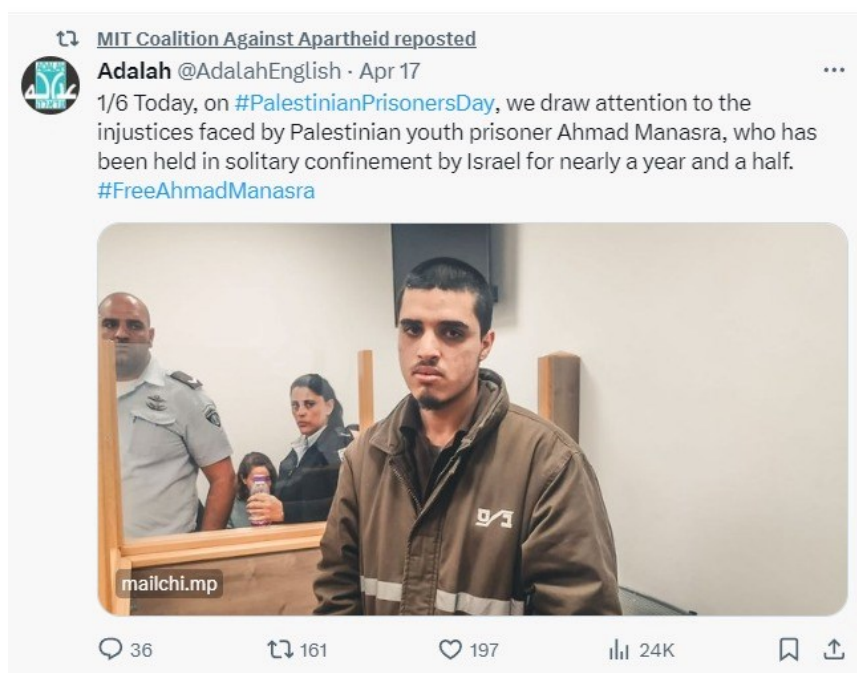 MIT Coalition Against Apartheid reposted
Adalah @AdalahEnglish · Apr 17
1/6 Today, on #PalestinianPrisonersDay, we draw attention to the
injustices faced by Palestinian youth prisoner Ahmad Manasra, who has
been held in solitary confinement by Israel for nearly a year and a half.
#FreeAhmadManasra
mailchi.mp
36
161
197
24K